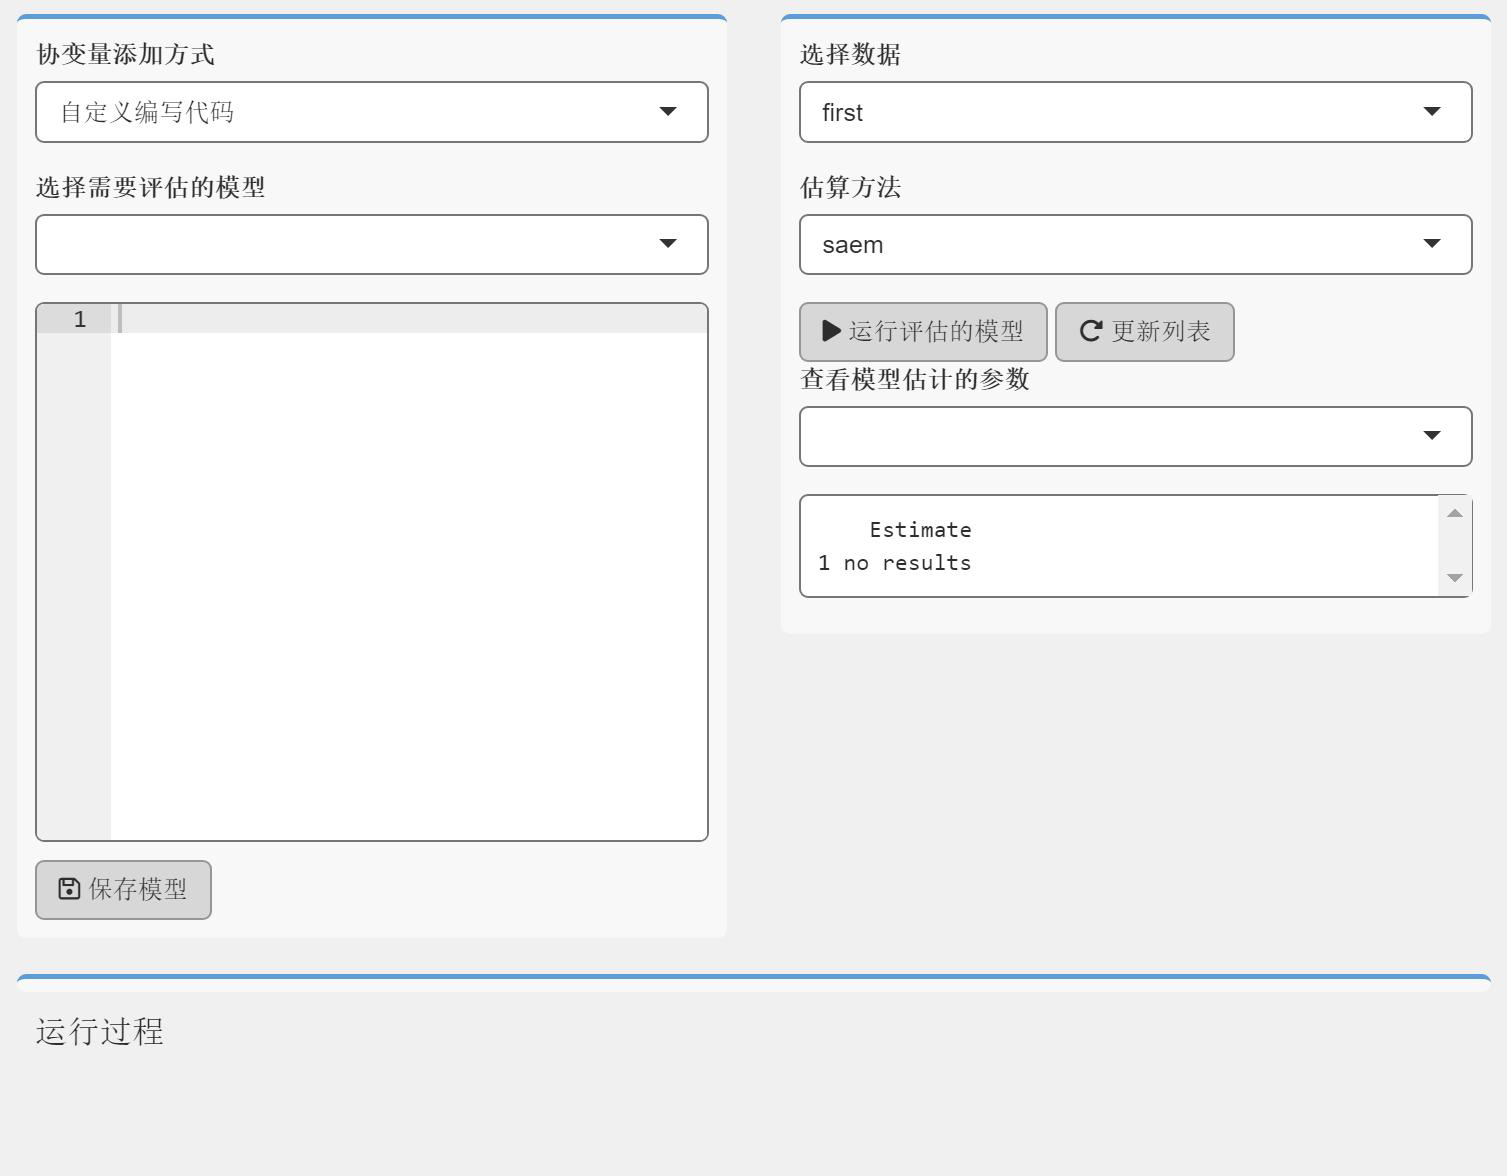 协变量添加方式
自定义编写代码
选择需要评估的模型
1
保存模型
选择数据
first
估算方法
saem
运行评估的模型
更新列表
查看模型估计的参数
Estimate
1 no results
运行过程